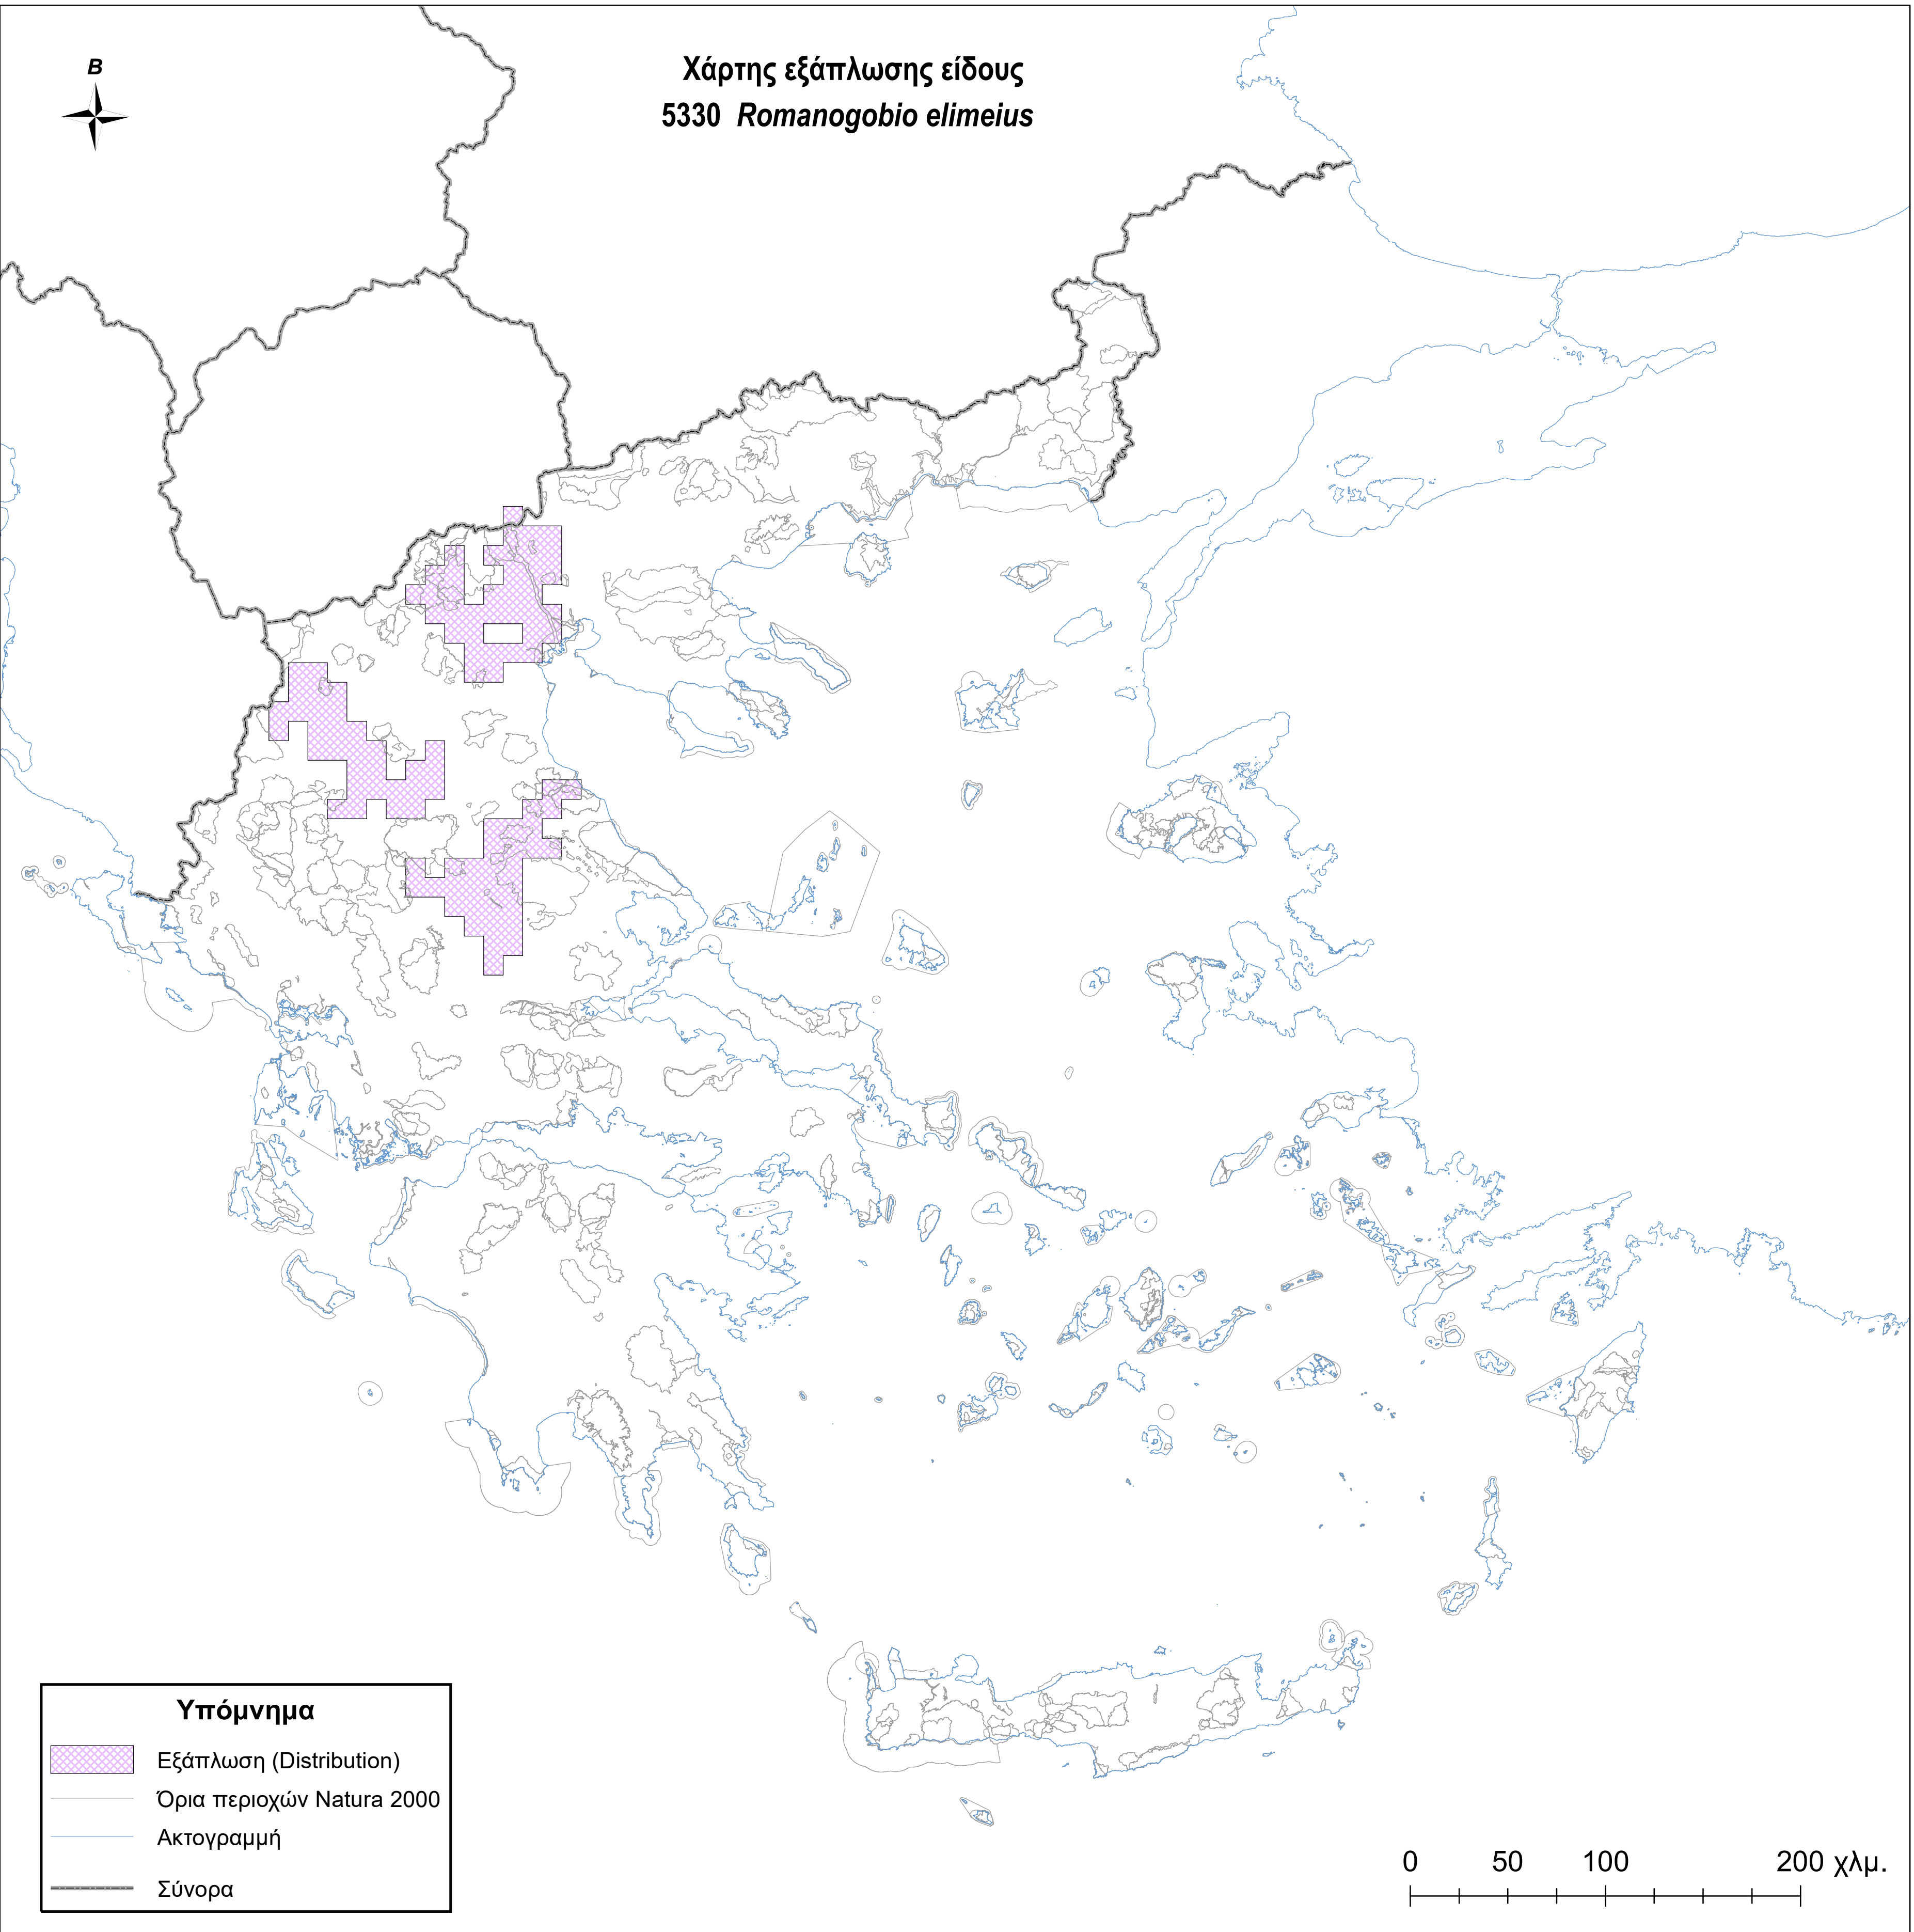 Β
Χάρτης εξάπλωσης είδους
5330 Romanogobio elimeius
Υπόμνημα
Εξάπλωση (Distribution)
Όρια περιοχών Natura 2000
Ακτογραμμή
Σύνορα
0 50 100 200 χλμ.